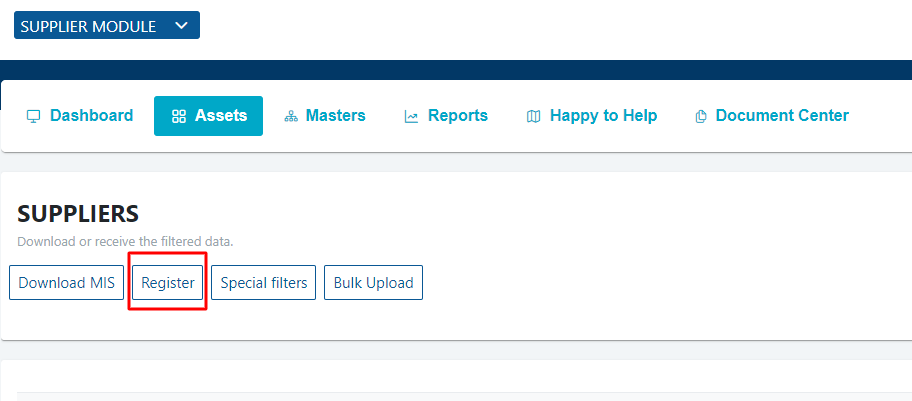 SUPPLIER MODULE
Dashboard Assets Masters Reports Happy to Help Document Center
SUPPLIERS
Download or receive the filtered data.
Download MIS Register Special filters Bulk Upload